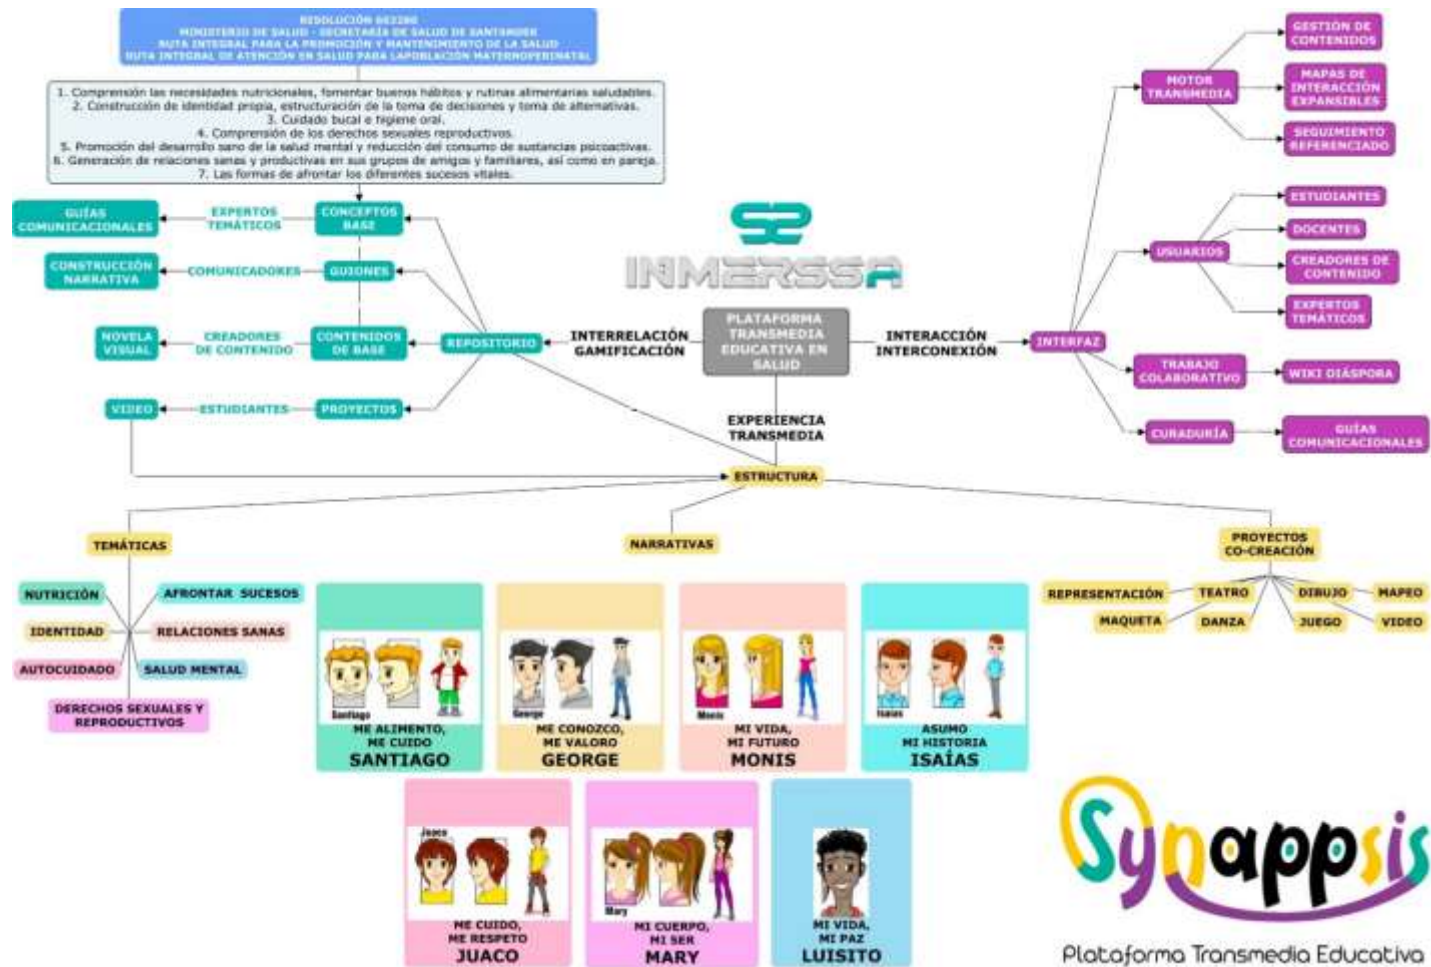 RESOLUCIÓN 003280
MINISTERIO DE SALUD - SECRETARÍA DE SALUD DE SANTANDER
RUTA INTEGRAL PARA LA PROMOCIÓN Y MANTENIMIENTO DE LA SALUD
RUTA INTEGRAL DE ATENCIÓN EN SALUD PARA LAPOBLACIÓN MATERNOPERINATAL
1. Comprensión las necesidades nutricionales, fomentar buenos hábitos y rutinas alimentarias saludables.
2. Construcción de identidad propia, estructuración de la toma de decisiones y toma de alternativas.
3. Cuidado bucal e higiene oral.
4. Comprensión de los derechos sexuales reproductivos.
5. Promoción del desarrollo sano de la salud mental y reducción del consumo de sustancias psicoactivas.
6. Generación de relaciones sanas y productivas en sus grupos de amigos y familiares, así como en pareja.
7. Las formas de afrontar los diferentes sucesos vitales.
GUÍAS
COMUNICACIONALES
EXPERTOS
TEMÁTICOS
CONCEPTOS
BASE
CONSTRUCCIÓN
NARRATIVA
COMUNICADORES
GUIONES
NOVELA
VISUAL
CREADORES
DE CONTENIDO
CONTENIDOS
DE BASE
REPOSITORIO
VIDEO
ESTUDIANTES
PROYECTOS
INMERSSA
INTERRELACIÓN
GAMIFICACIÓN
PLATAFORMA
TRANSMEDIA
EDUCATIVA EN
SALUD
INTERACCIÓN
INTERCONEXIÓN
INTERFAZ
EXPERIENCIA
TRANSMEDIA
MOTOR
TRANSMEDIA
GESTIÓN DE
CONTENIDOS
MAPAS DE
INTERACCIÓN
EXPANSIBLES
SEGUIMIENTO
REFERENCIADO
USUARIOS
ESTUDIANTES
DOCENTES
CREADORES DE
CONTENIDO
EXPERTOS
TEMÁTICOS
TRABAJO
COLABORATIVO
WIKI DIÁSPORA
CURADURÍA
GUÍAS
COMUNICACIONALES
ESTRUCTURA
TEMÁTICAS
NARRATIVAS
PROYECTOS
CO-CREACIÓN
NUTRICIÓN
AFRONTAR SUCESOS
IDENTIDAD
RELACIONES SANAS
AUTOCUIDADO
SALUD MENTAL
DERECHOS SEXUALES Y
REPRODUCTIVOS
REPRESENTACIÓN
TEATRO
DIBUJO
MAPEO
MAQUETA
DANZA
JUEGO
VIDEO
Santiago
ME ALIMENTO,
ME CUIDO
SANTIAGO
George
ME CONOZCO,
ME VALORO
GEORGE
Monis
MI VIDA,
MI FUTURO
MONIS
Isaías
ASUMO
MI HISTORIA
ISAÍAS
Juaco
ME CUIDO,
ME RESPETO
JUACO
Mary
MI CUERPO,
MI SER
MARY
MI VIDA,
MI PAZ
LUISITO
Synappsis
Plataforma Transmedia Educativa